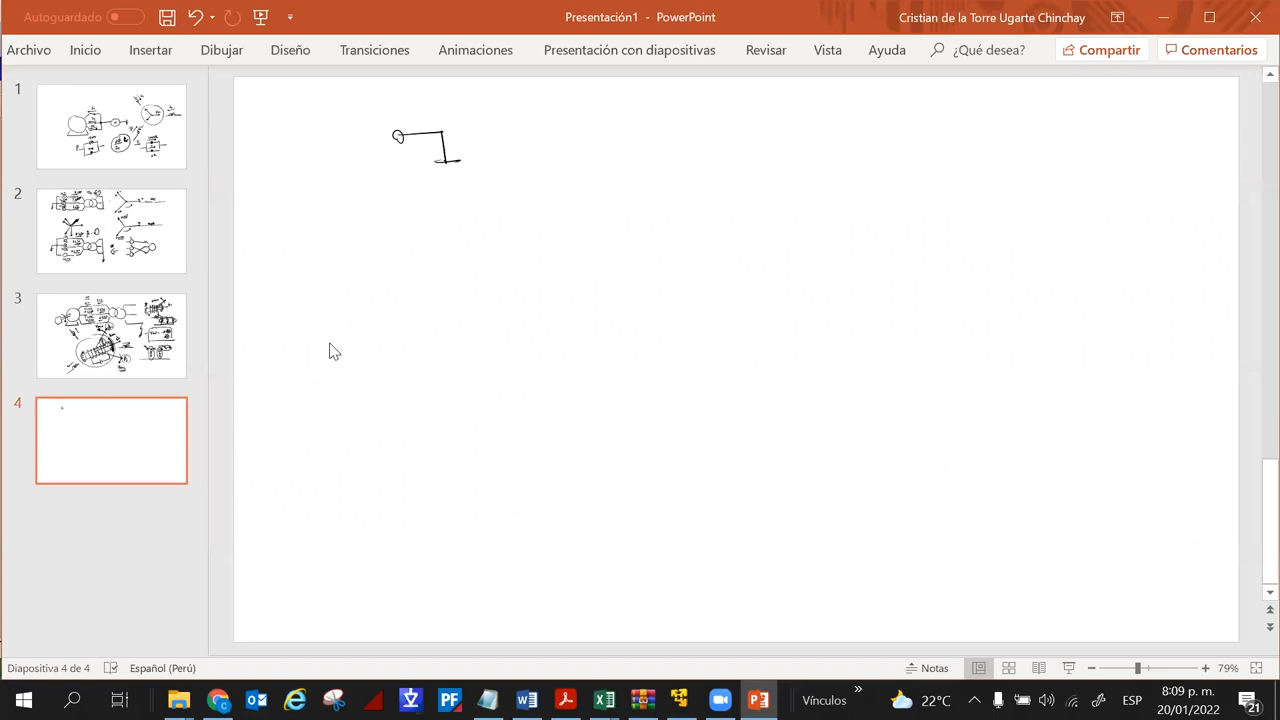 Autoguardado
Presentación1 - PowerPoint
Cristian de la Torre Ugarte Chinchay
Archivo Inicio Insertar Dibujar Diseño Transiciones Animaciones Presentación con diapositivas Revisar Vista Ayuda ¿Qué desea? Compartir Comentarios
1
2
3
4
Diapositiva 4 de 4 Español (Perú) Notas 79%
Vínculos 22°C ESP 8:09 p. m.
20/01/2022 21